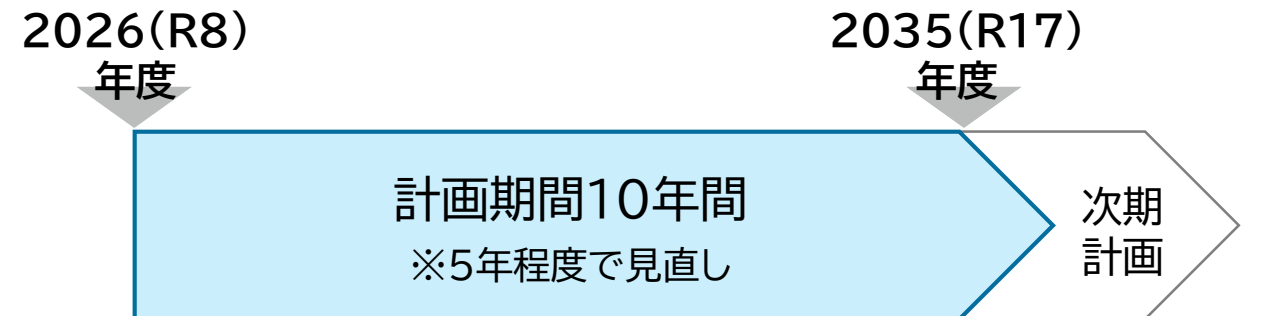 2026(R8)
年度
2035(R17)
年度
計画期間10年間
※5年程度で見直し
次期
計画